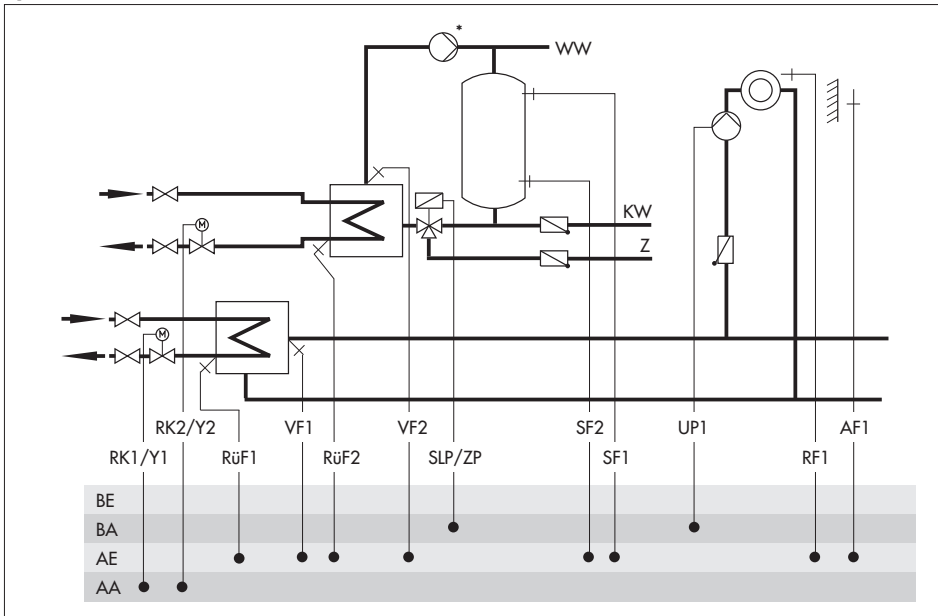 *
WW
KW
Z
M
M
RK2/Y2 VF1 VF2 SF2 UP1 AF1
RK1/Y1 RüF1 RüF2 SLP/ZP SF1 RF1
BE
BA
AE
AA